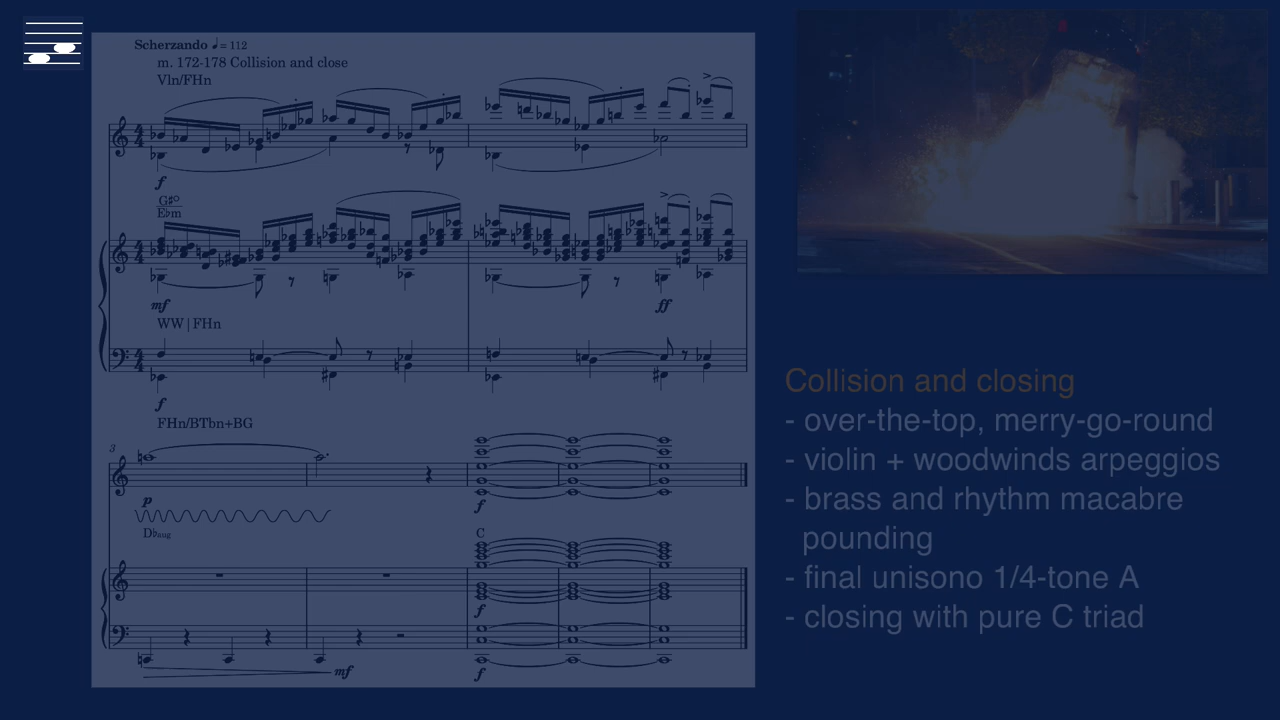 Scherzando ♩= 112
m. 172-178 Collision and close
Vln/FHn
f
G♯o
E♭m
mf
ff
WW | FHn
f
FHn/BTbn+BG
3
p
f
D♭aug
C
f
mf
f
Collision and closing
- over-the-top, merry-go-round
- violin + woodwinds arpeggios
- brass and rhythm macabre
pounding
- final unisono 1/4-tone A
- closing with pure C triad